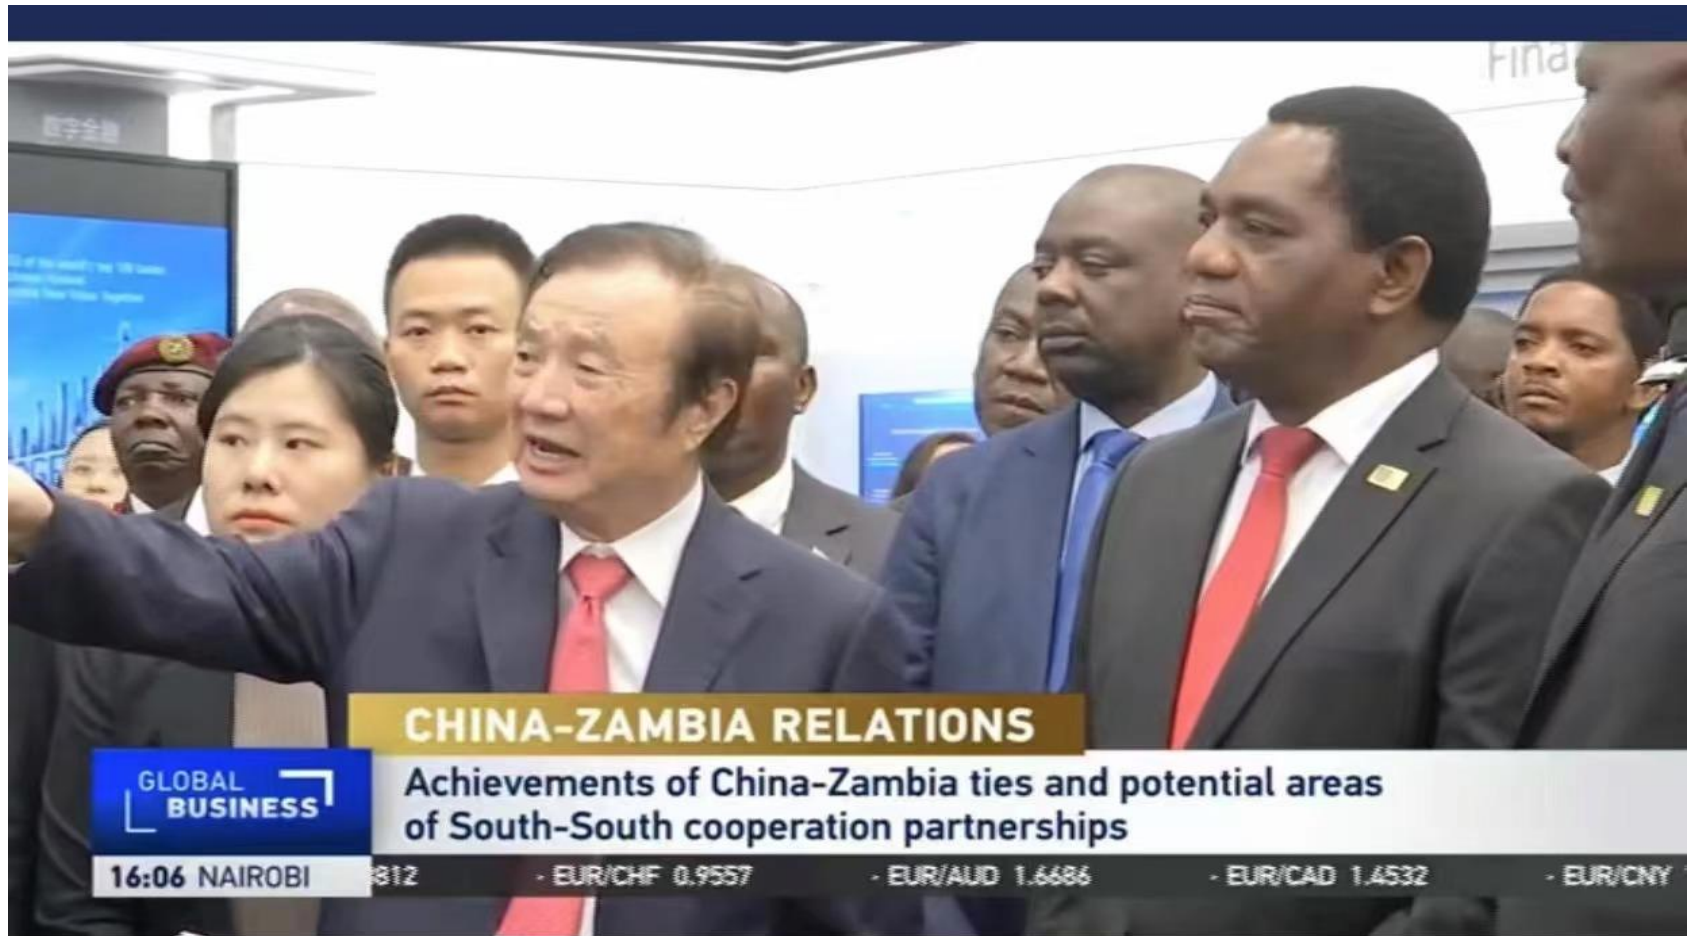 Fina
数字金融
CHINA-ZAMBIA RELATIONS
GLOBAL
BUSINESS
Achievements of China-Zambia ties and potential areas
of South-South cooperation partnerships
16:06 NAIROBI
3812 - EUR/CHF 0.9557 - EUR/AUD 1.6686 - EUR/CAD 1.4532 - EUR/CNY